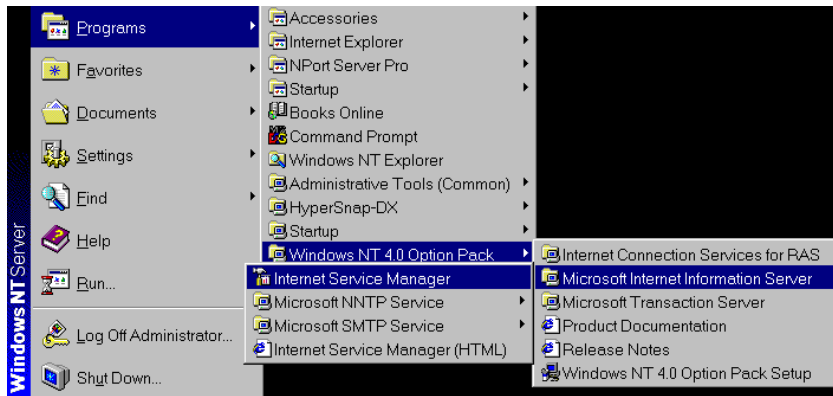 Windows NT Server
Programs
Favorites
Documents
Settings
Find
Help
Run...
Log Off Administrator...
Shut Down...
Accessories
Internet Explorer
NPort Server Pro
Startup
Books Online
Command Prompt
Windows NT Explorer
Administrative Tools (Common)
HyperSnap-DX
Startup
Windows NT 4.0 Option Pack
Internet Connection Services for RAS
Microsoft Internet Information Server
Microsoft Transaction Server
Product Documentation
Release Notes
Windows NT 4.0 Option Pack Setup
Internet Service Manager
Microsoft NNTP Service
Microsoft SMTP Service
Internet Service Manager (HTML)